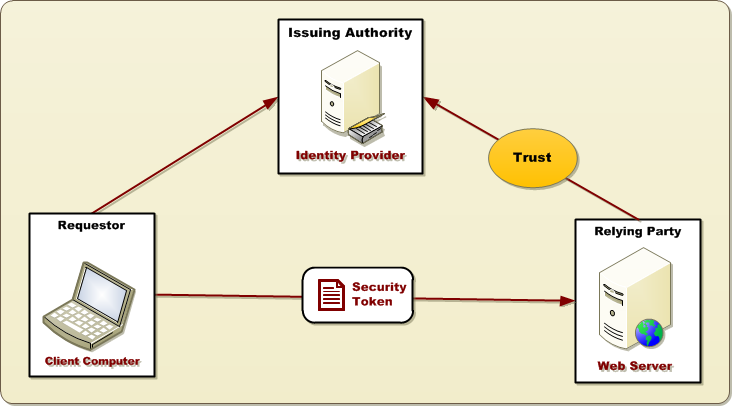 Issuing Authority
Identity Provider
Trust
Requestor
Client Computer
Security
Token
Relying Party
Web Server